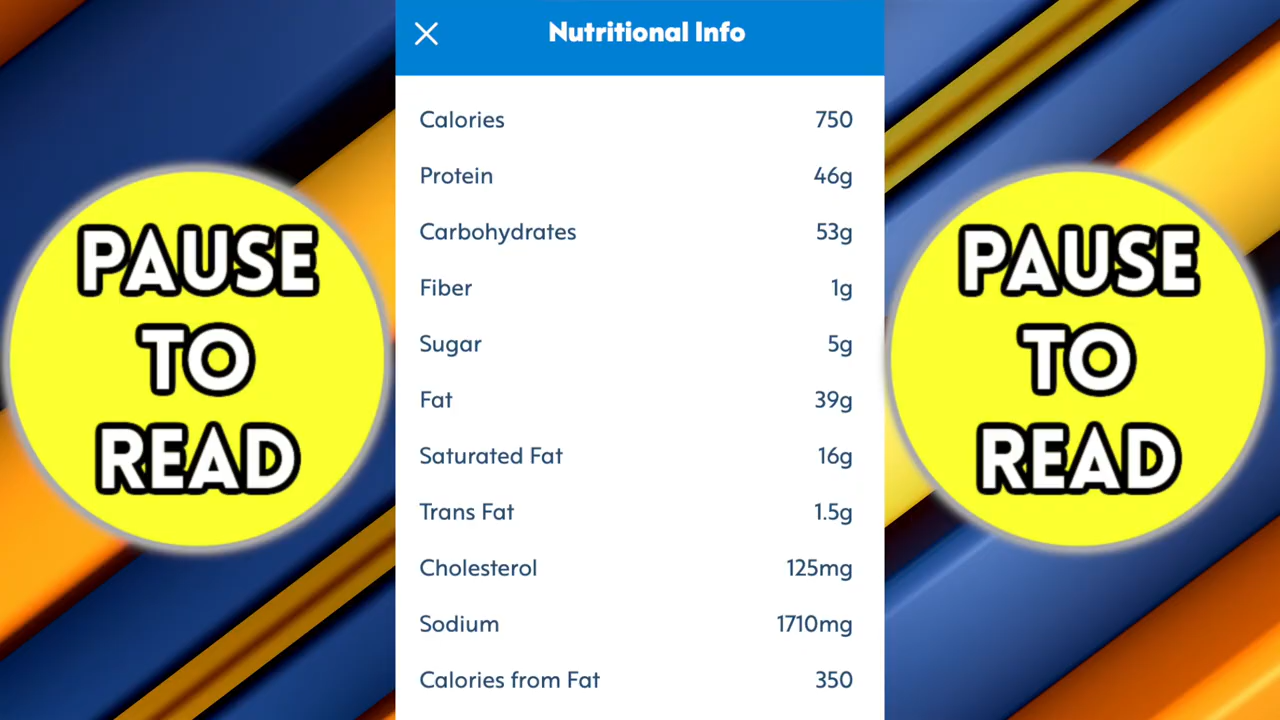 Nutritional Info
Calories 750
Protein 46g
Carbohydrates 53g
Fiber 1g
Sugar 5g
Fat 39g
Saturated Fat 16g
Trans Fat 1.5g
Cholesterol 125mg
Sodium 1710mg
Calories from Fat 350
PAUSE
TO
READ
PAUSE
TO
READ